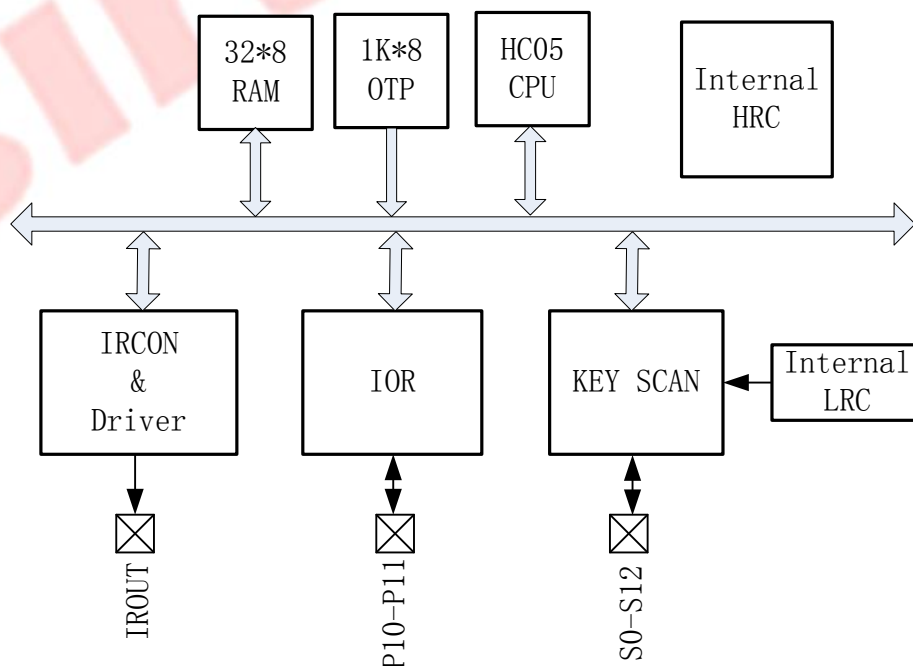 32*8
RAM
1K*8
OTP
HC05
CPU
Internal
HRC
IRCON
&
Driver
IOR
KEY SCAN
Internal
LRC
IROUT
P10-P11
S0-S12